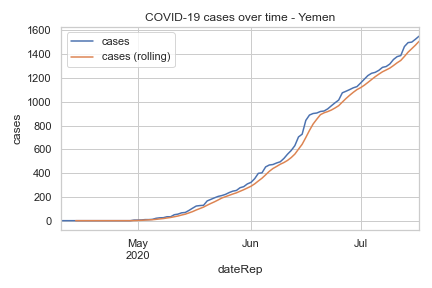 COVID-19 cases over time - Yemen
cases
cases (rolling)
1600
1400
1200
1000
800
600
400
200
0
cases
May
2020
Jun
Jul
dateRep